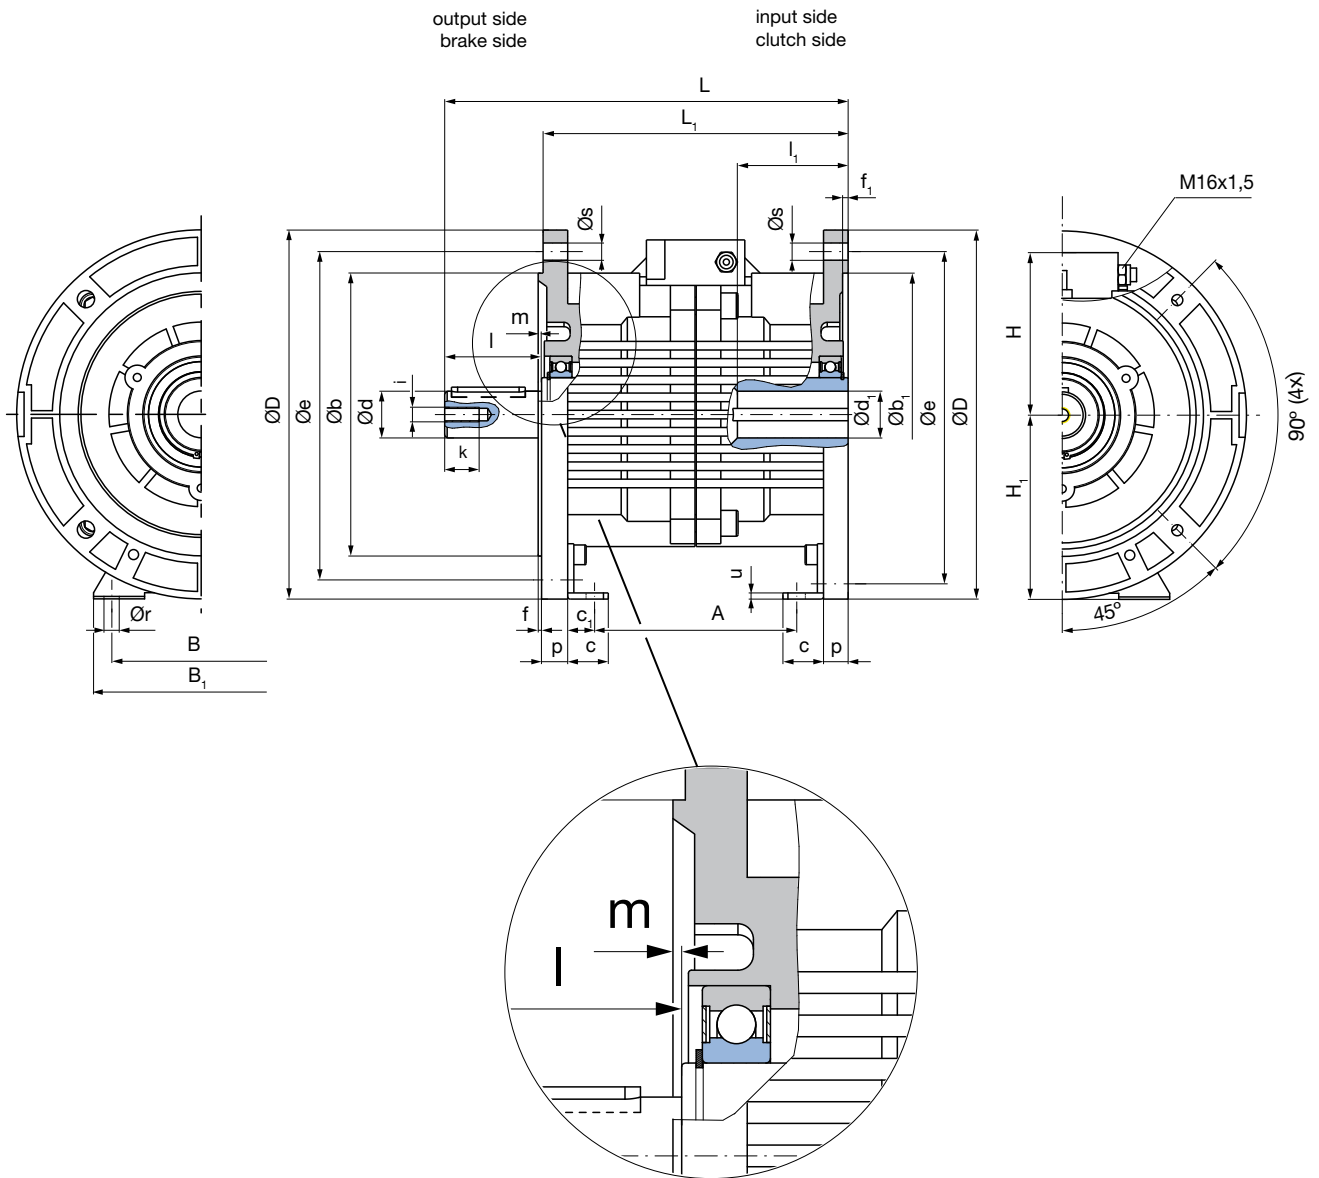 output side
brake side
input side
clutch side
L
L₁
l₁
f₁
Øs
Øs
M16x1,5
m
l
i
k
ØD
Øe
Øb
Ød
Ød₁
Øb₁
Øe
ØD
H
H₁
90° (4x)
45°
Ør
B
B₁
f
p
c₁
c
A
u
c
p
m
l